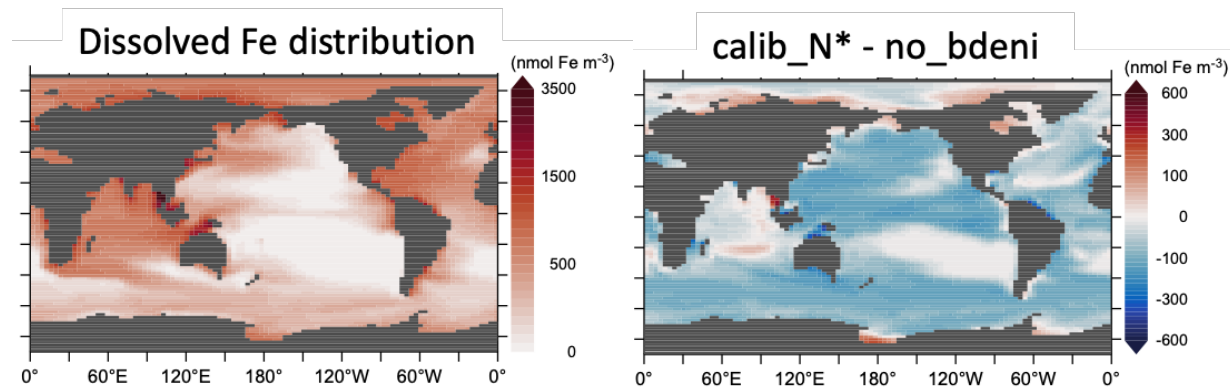 Dissolved Fe distribution
(nmol Fe m⁻³)
3500
1500
500
0
0°
60°E
120°E
180°
120°W
60°W
0°
calib_N* - no_bdeni
(nmol Fe m⁻³)
600
300
100
0
-100
-300
-600
0°
60°E
120°E
180°
120°W
60°W
0°